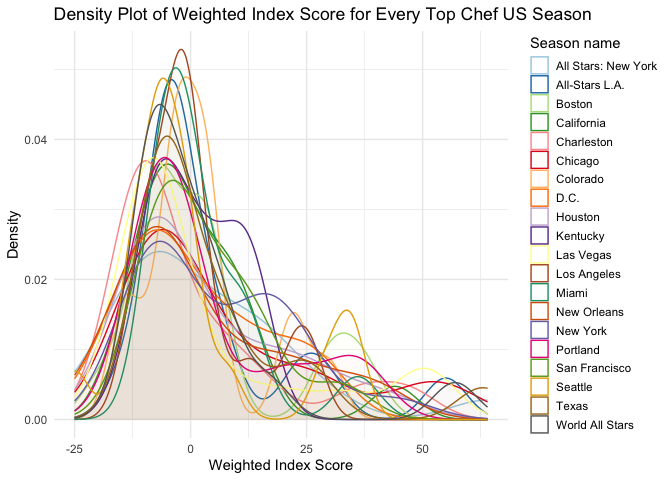 Density Plot of Weighted Index Score for Every Top Chef US Season
Season name
All Stars: New York
All-Stars L.A.
Boston
California
Charleston
Chicago
Colorado
D.C.
Houston
Kentucky
Las Vegas
Los Angeles
Miami
New Orleans
New York
Portland
San Francisco
Seattle
Texas
World All Stars
Density
0.04
0.02
0.00
-25 0 25 50
Weighted Index Score